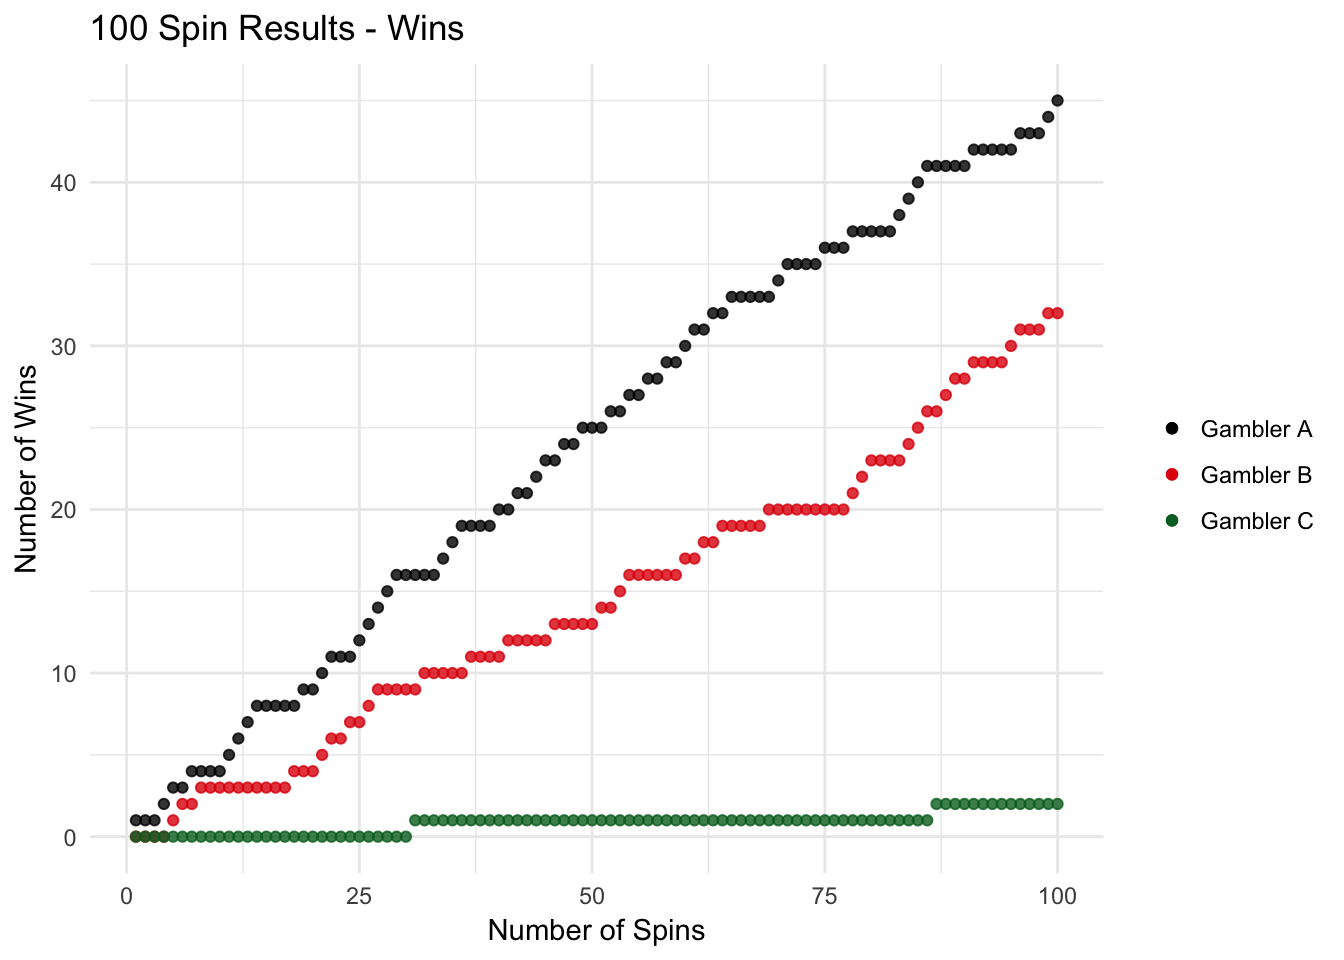 100 Spin Results - Wins
Number of Wins
40
30
20
10
0
0 25 50 75 100
Number of Spins
Gambler A
Gambler B
Gambler C